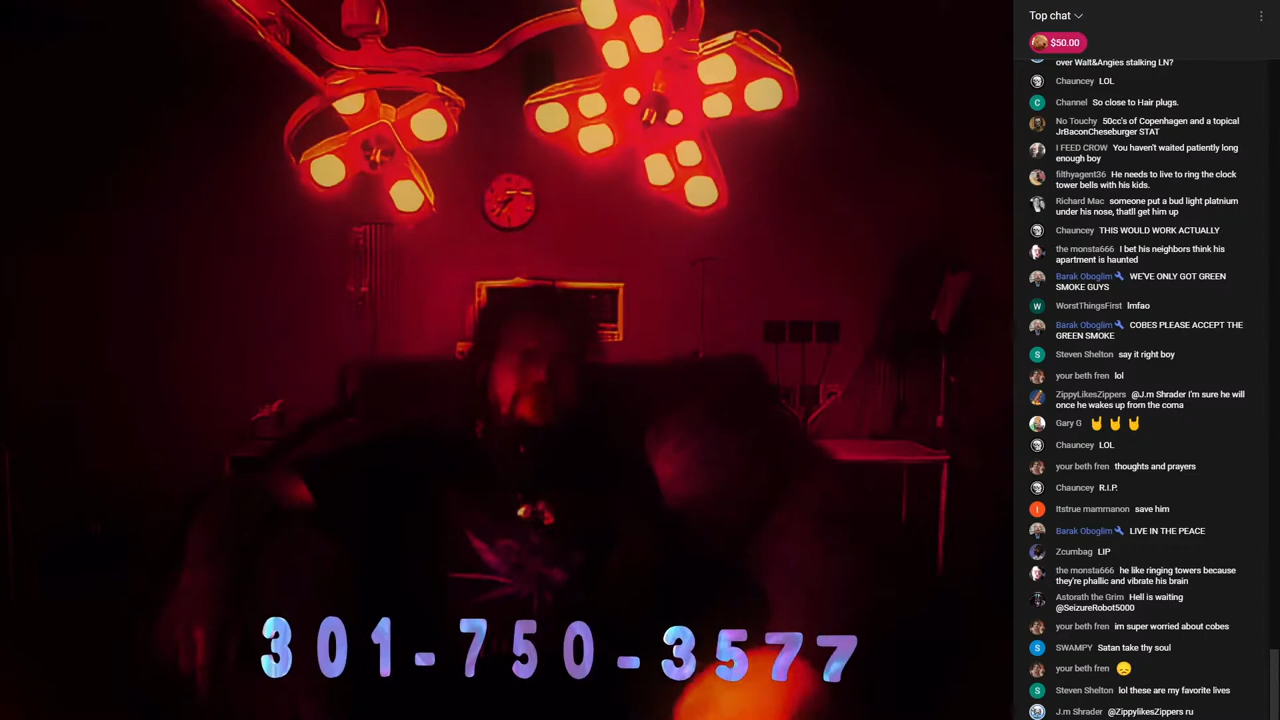 Top chat
$50.00
over Walt&Angies stalking LN?
Chauncey LOL
C Channel So close to Hair plugs.
No Touchy 50cc's of Copenhagen and a topical
JrBaconCheseburger STAT
I FEED CROW You haven't waited patiently long
enough boy
filthyagent36 He needs to live to ring the clock
tower bells with his kids.
Richard Mac someone put a bud light platnium
under his nose, thatll get him up
Chauncey THIS WOULD WORK ACTUALLY
the monsta666 I bet his neighbors think his
apartment is haunted
Barak Oboglim WE'VE ONLY GOT GREEN
SMOKE GUYS
W WorstThingsFirst lmfao
Barak Oboglim COBES PLEASE ACCEPT THE
GREEN SMOKE
S Steven Shelton say it right boy
your beth fren lol
ZippyLikesZippers @J.m Shrader I'm sure he will
once he wakes up from the coma
Gary G 🤘 🤘 🤘
Chauncey LOL
your beth fren thoughts and prayers
Chauncey R.I.P.
I Itstrue mammanon save him
Barak Oboglim LIVE IN THE PEACE
Zcumbag LIP
the monsta666 he like ringing towers because
they're phallic and vibrate his brain
Astorath the Grim Hell is waiting
@SeizureRobot5000
your beth fren im super worried about cobes
S SWAMPY Satan take thy soul
your beth fren 😞
S Steven Shelton lol these are my favorite lives
J.m Shrader @ZippylikesZippers ru
301-750-3577